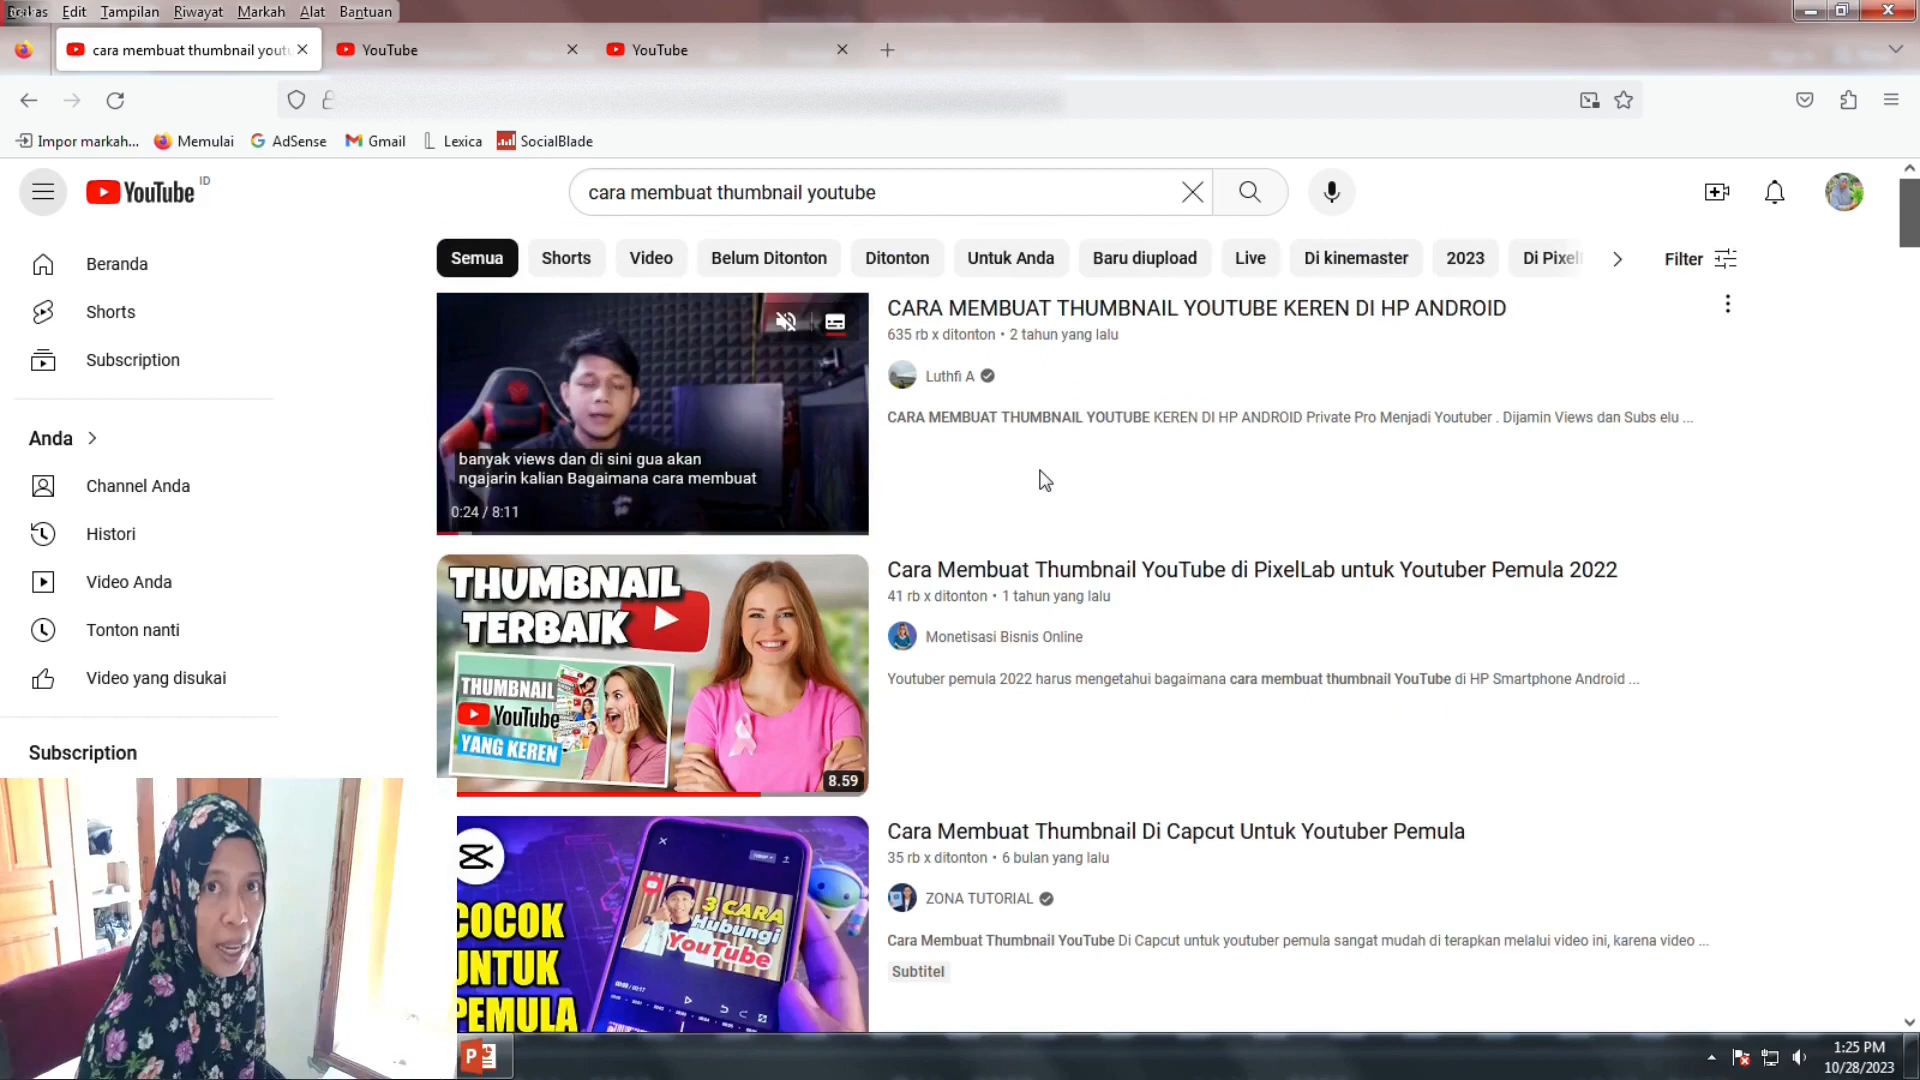 Edit Tampilan Riwayat Markah Alat Bantuan
cara membuat thumbnail yout
YouTube
YouTube
Impor markah...
Memulai
AdSense
Gmail
Lexica
SocialBlade
YouTube ID
cara membuat thumbnail youtube
Semua
Shorts
Video
Belum Ditonton
Ditonton
Untuk Anda
Baru diupload
Live
Di kinemaster
2023
Di Pixel
Filter
Beranda
Shorts
Subscription
Anda
Channel Anda
Histori
Video Anda
Tonton nanti
Video yang disukai
Subscription
banyak views dan di sini gua akan
ngajarin kalian Bagaimana cara membuat
0:24 / 8:11
CARA MEMBUAT THUMBNAIL YOUTUBE KEREN DI HP ANDROID
635 rb x ditonton • 2 tahun yang lalu
Luthfi A
CARA MEMBUAT THUMBNAIL YOUTUBE KEREN DI HP ANDROID Private Pro Menjadi Youtuber . Dijamin Views dan Subs elu ...
THUMBNAIL
TERBAIK
THUMBNAIL
YouTube
YANG KEREN
8.59
Cara Membuat Thumbnail YouTube di PixelLab untuk Youtuber Pemula 2022
41 rb x ditonton • 1 tahun yang lalu
Monetisasi Bisnis Online
Youtuber pemula 2022 harus mengetahui bagaimana cara membuat thumbnail YouTube di HP Smartphone Android ...
COCOK
UNTUK
PEMULA
3 CARA
Hubungi
YouTube
Cara Membuat Thumbnail Di Capcut Untuk Youtuber Pemula
35 rb x ditonton • 6 bulan yang lalu
ZONA TUTORIAL
Cara Membuat Thumbnail YouTube Di Capcut untuk youtuber pemula sangat mudah di terapkan melalui video ini, karena video ...
Subtitel
1:25 PM
10/28/2023